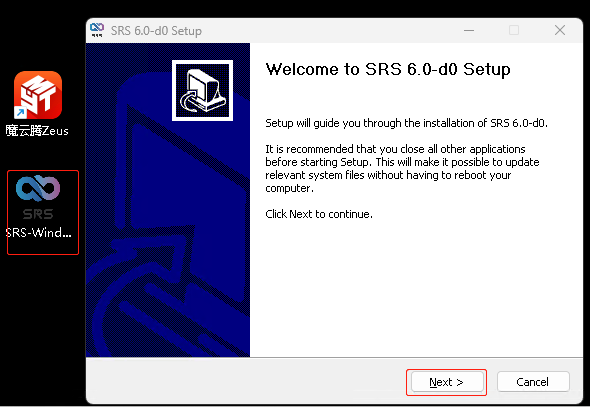 SRS 6.0-d0 Setup
Welcome to SRS 6.0-d0 Setup
Setup will guide you through the installation of SRS 6.0-d0.
It is recommended that you close all other applications
before starting Setup. This will make it possible to update
relevant system files without having to reboot your
computer.
Click Next to continue.
魔云腾Zeus
SRS
SRS-Wind...
Next >
Cancel